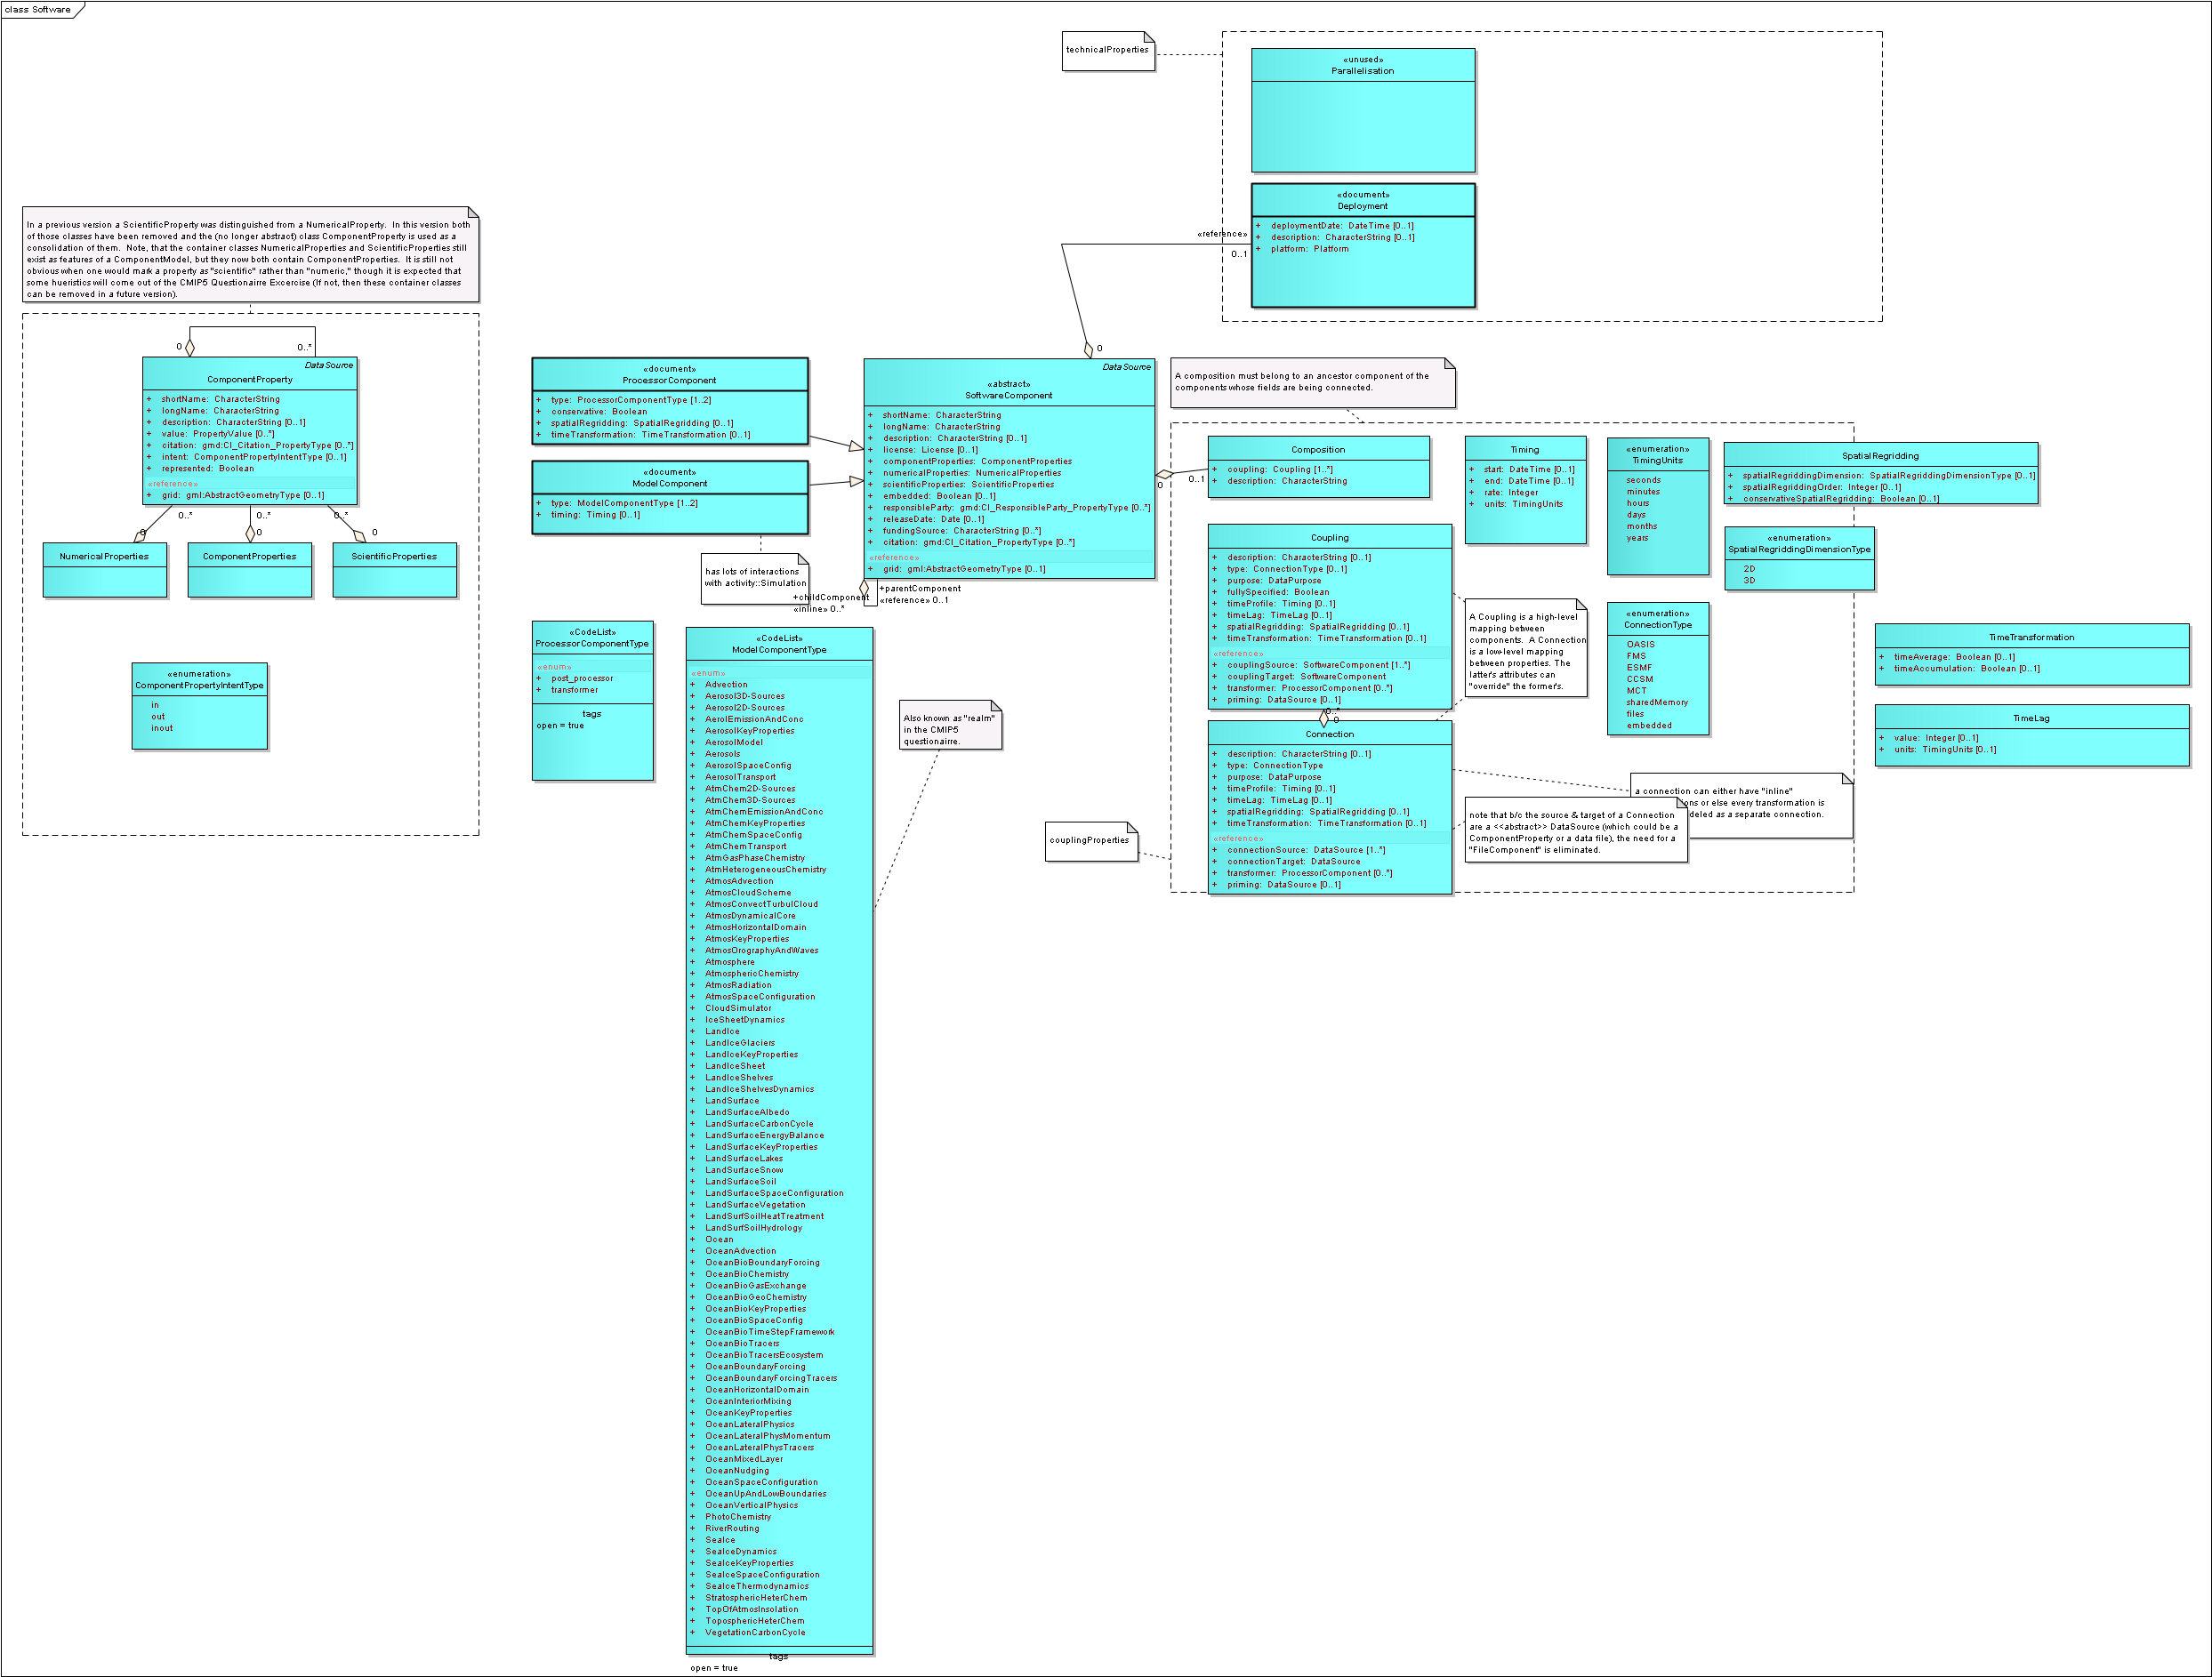 class Software
technicalProperties
«unused»
Parallelisation
«document»
Deployment
+ deploymentDate: DateTime [0..1]
+ description: CharacterString [0..1]
+ platform: Platform
«reference»
0..1
0
In a previous version a ScientificProperty was distinguished from a NumericalProperty. In this version both
of those classes have been removed and the (no longer abstract) class ComponentProperty is used as a
consolidation of them. Note, that the container classes NumericalProperties and ScientificProperties still
exist as features of a ComponentModel, but they now both contain ComponentProperties. It is still not
obvious when one would mark a property as "scientific" rather than "numeric," though it is expected that
some hueristics will come out of the CMIP5 Questionairre Excercise (If not, then these container classes
can be removed in a future version).
0
0..*
DataSource
ComponentProperty
+ shortName: CharacterString
+ longName: CharacterString
+ description: CharacterString [0..1]
+ value: PropertyValue [0..*]
+ citation: gmd:CI_Citation_PropertyType [0..*]
+ intent: ComponentPropertyIntentType [0..1]
+ represented: Boolean
«reference»
+ grid: gml:AbstractGeometryType [0..1]
0..*
0..*
0..*
0
0
0
NumericalProperties
ComponentProperties
ScientificProperties
«enumeration»
ComponentPropertyIntentType
in
out
inout
«document»
ProcessorComponent
+ type: ProcessorComponentType [1..2]
+ conservative: Boolean
+ spatialRegridding: SpatialRegridding [0..1]
+ timeTransformation: TimeTransformation [0..1]
«document»
ModelComponent
+ type: ModelComponentType [1..2]
+ timing: Timing [0..1]
has lots of interactions
with activity::Simulation
DataSource
«abstract»
SoftwareComponent
+ shortName: CharacterString
+ longName: CharacterString
+ description: CharacterString [0..1]
+ license: License [0..1]
+ componentProperties: ComponentProperties
+ numericalProperties: NumericalProperties
+ scientificProperties: ScientificProperties
+ embedded: Boolean [0..1]
+ responsibleParty: gmd:CI_ResponsibleParty_PropertyType [0..*]
+ releaseDate: Date [0..1]
+ fundingSource: CharacterString [0..*]
+ citation: gmd:CI_Citation_PropertyType [0..*]
«reference»
+ grid: gml:AbstractGeometryType [0..1]
+parentComponent
«reference» 0..1
+childComponent
«inline» 0..*
«CodeList»
ProcessorComponentType
«enum»
+ post_processor
+ transformer
tags
open = true
«CodeList»
ModelComponentType
«enum»
+ Advection
+ Aerosol3D-Sources
+ Aerosol2D-Sources
+ AerolEmissionAndConc
+ AerosolKeyProperties
+ AerosolModel
+ Aerosols
+ AerosolSpaceConfig
+ AerosolTransport
+ AtmChem2D-Sources
+ AtmChem3D-Sources
+ AtmChemEmissionAndConc
+ AtmChemKeyProperties
+ AtmChemSpaceConfig
+ AtmChemTransport
+ AtmGasPhaseChemistry
+ AtmHeterogeneousChemistry
+ AtmosAdvection
+ AtmosCloudScheme
+ AtmosConvectTurbulCloud
+ AtmosDynamicalCore
+ AtmosHorizontalDomain
+ AtmosKeyProperties
+ AtmosOrographyAndWaves
+ Atmosphere
+ AtmosphericChemistry
+ AtmosRadiation
+ AtmosSpaceConfiguration
+ CloudSimulator
+ IceSheetDynamics
+ LandIce
+ LandIceGlaciers
+ LandIceKeyProperties
+ LandIceSheet
+ LandIceShelves
+ LandIceShelvesDynamics
+ LandSurface
+ LandSurfaceAlbedo
+ LandSurfaceCarbonCycle
+ LandSurfaceEnergyBalance
+ LandSurfaceKeyProperties
+ LandSurfaceLakes
+ LandSurfaceSnow
+ LandSurfaceSoil
+ LandSurfaceSpaceConfiguration
+ LandSurfaceVegetation
+ LandSurfSoilHeatTreatment
+ LandSurfSoilHydrology
+ Ocean
+ OceanAdvection
+ OceanBioBoundaryForcing
+ OceanBioChemistry
+ OceanBioGasExchange
+ OceanBioGeoChemistry
+ OceanBioKeyProperties
+ OceanBioSpaceConfig
+ OceanBioTimeStepFramework
+ OceanBioTracers
+ OceanBioTracersEcosystem
+ OceanBoundaryForcing
+ OceanBoundaryForcingTracers
+ OceanHorizontalDomain
+ OceanInteriorMixing
+ OceanKeyProperties
+ OceanLateralPhysics
+ OceanLateralPhysMomentum
+ OceanLateralPhysTracers
+ OceanMixedLayer
+ OceanNudging
+ OceanSpaceConfiguration
+ OceanUpAndLowBoundaries
+ OceanVerticalPhysics
+ PhotoChemistry
+ RiverRouting
+ SeaIce
+ SeaIceDynamics
+ SeaIceKeyProperties
+ SeaIceSpaceConfiguration
+ SeaIceThermodynamics
+ StratosphericHeterChem
+ TopOfAtmosInsolation
+ ToposphericHeterChem
+ VegetationCarbonCycle
tags
open = true
Also known as "realm"
in the CMIP5
questionairre.
A composition must belong to an ancestor component of the
components whose fields are being connected.
0
0..1
Composition
+ coupling: Coupling [1..*]
+ description: CharacterString
Coupling
+ description: CharacterString [0..1]
+ type: ConnectionType [0..1]
+ purpose: DataPurpose
+ fullySpecified: Boolean
+ timeProfile: Timing [0..1]
+ timeLag: TimeLag [0..1]
+ spatialRegridding: SpatialRegridding [0..1]
+ timeTransformation: TimeTransformation [0..1]
«reference»
+ couplingSource: SoftwareComponent [1..*]
+ couplingTarget: SoftwareComponent
+ transformer: ProcessorComponent [0..*]
+ priming: DataSource [0..1]
0..*
0
Connection
+ description: CharacterString [0..1]
+ type: ConnectionType
+ purpose: DataPurpose
+ timeProfile: Timing [0..1]
+ timeLag: TimeLag [0..1]
+ spatialRegridding: SpatialRegridding [0..1]
+ timeTransformation: TimeTransformation [0..1]
«reference»
+ connectionSource: DataSource [1..*]
+ connectionTarget: DataSource
+ transformer: ProcessorComponent [0..*]
+ priming: DataSource [0..1]
couplingProperties
Timing
+ start: DateTime [0..1]
+ end: DateTime [0..1]
+ rate: Integer
+ units: TimingUnits
«enumeration»
TimingUnits
seconds
minutes
hours
days
months
years
SpatialRegridding
+ spatialRegriddingDimension: SpatialRegriddingDimensionType [0..1]
+ spatialRegriddingOrder: Integer [0..1]
+ conservativeSpatialRegridding: Boolean [0..1]
«enumeration»
SpatialRegriddingDimensionType
2D
3D
A Coupling is a high-level
mapping between
components. A Connection
is a low-level mapping
between properties. The
latter's attributes can
"override" the former's.
«enumeration»
ConnectionType
OASIS
FMS
ESMF
CCSM
MCT
sharedMemory
files
embedded
TimeTransformation
+ timeAverage: Boolean [0..1]
+ timeAccumulation: Boolean [0..1]
TimeLag
+ value: Integer [0..1]
+ units: TimingUnits [0..1]
a connection can either have "inline"
or else every transformation is
as a separate connection.
note that b/c the source & target of a Connection
are a <<abstract>> DataSource (which could be a
ComponentProperty or a data file), the need for a
"FileComponent" is eliminated.